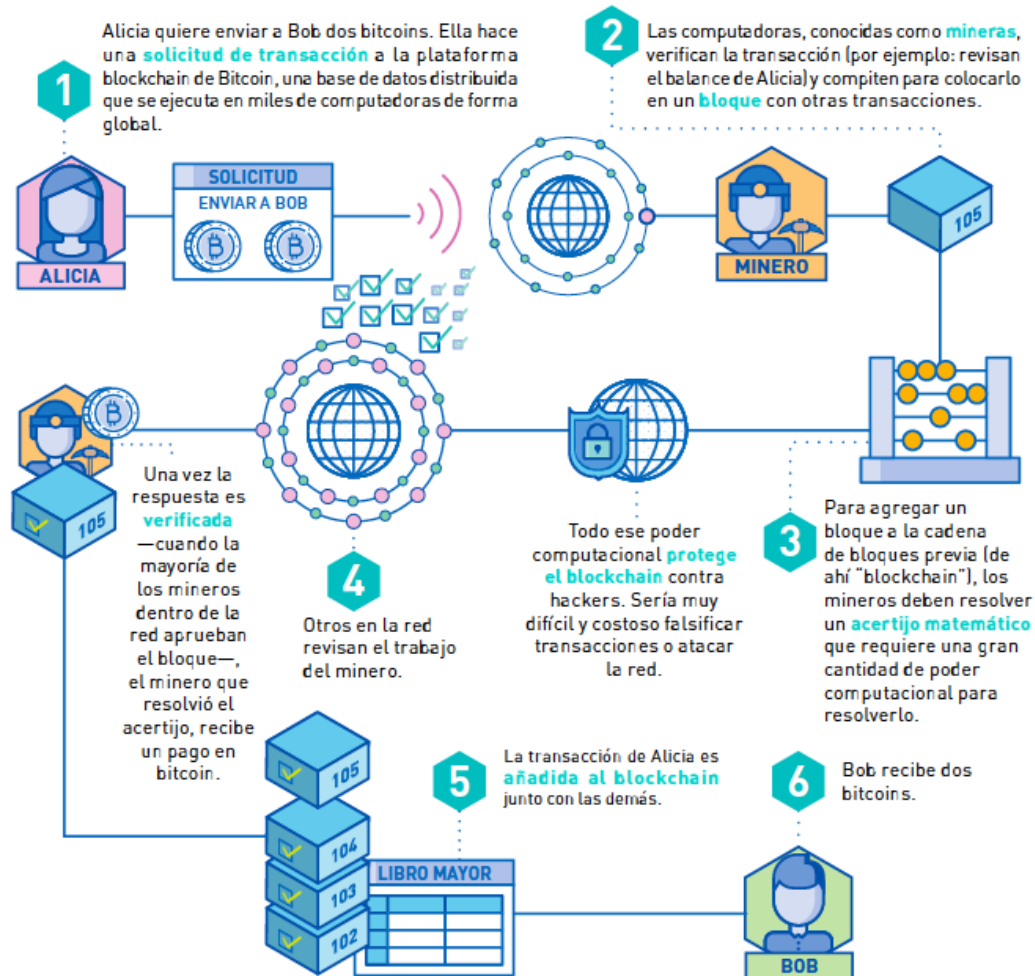 1
Alicia quiere enviar a Bob dos bitcoins. Ella hace
una solicitud de transacción a la plataforma
blockchain de Bitcoin, una base de datos distribuida
que se ejecuta en miles de computadoras de forma
global.
2
Las computadoras, conocidas como mineras,
verifican la transacción (por ejemplo: revisan
el balance de Alicia) y compiten para colocarlo
en un bloque con otras transacciones.
ALICIA
SOLICITUD
ENVIAR A BOB
MINERO
105
105
Una vez la
respuesta es
verificada
—cuando la
mayoría de
los mineros
dentro de la
red aprueban
el bloque—,
el minero que
resolvió el
acertijo, recibe
un pago en
bitcoin.
4
Otros en la red
revisan el trabajo
del minero.
Todo ese poder
computacional protege
el blockchain contra
hackers. Sería muy
difícil y costoso falsificar
transacciones o atacar
la red.
3
Para agregar un
bloque a la cadena
de bloques previa (de
ahí "blockchain"), los
mineros deben resolver
un acertijo matemático
que requiere una gran
cantidad de poder
computacional para
resolverlo.
105
104
103
102
5
La transacción de Alicia es
añadida al blockchain
junto con las demás.
LIBRO MAYOR
6
Bob recibe dos
bitcoins.
BOB